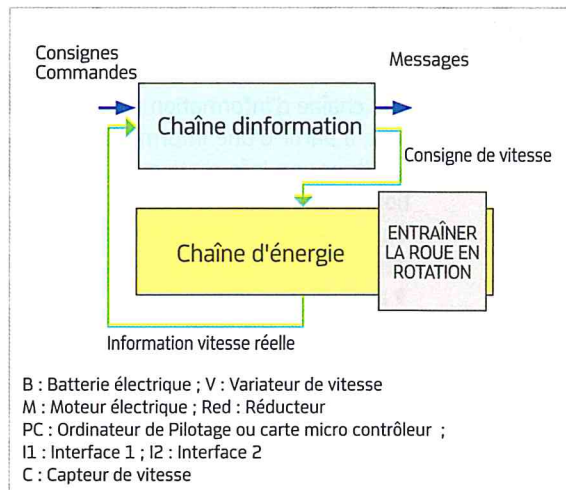 Consignes
Commandes
Messages
Chaîne dinformation
Consigne de vitesse
Chaîne d'énergie
ENTRAÎNER
LA ROUE EN
ROTATION
Information vitesse réelle
B : Batterie électrique ; V : Variateur de vitesse
M : Moteur électrique ; Red : Réducteur
PC : Ordinateur de Pilotage ou carte micro contrôleur ;
I1 : Interface 1 ; I2 : Interface 2
C : Capteur de vitesse